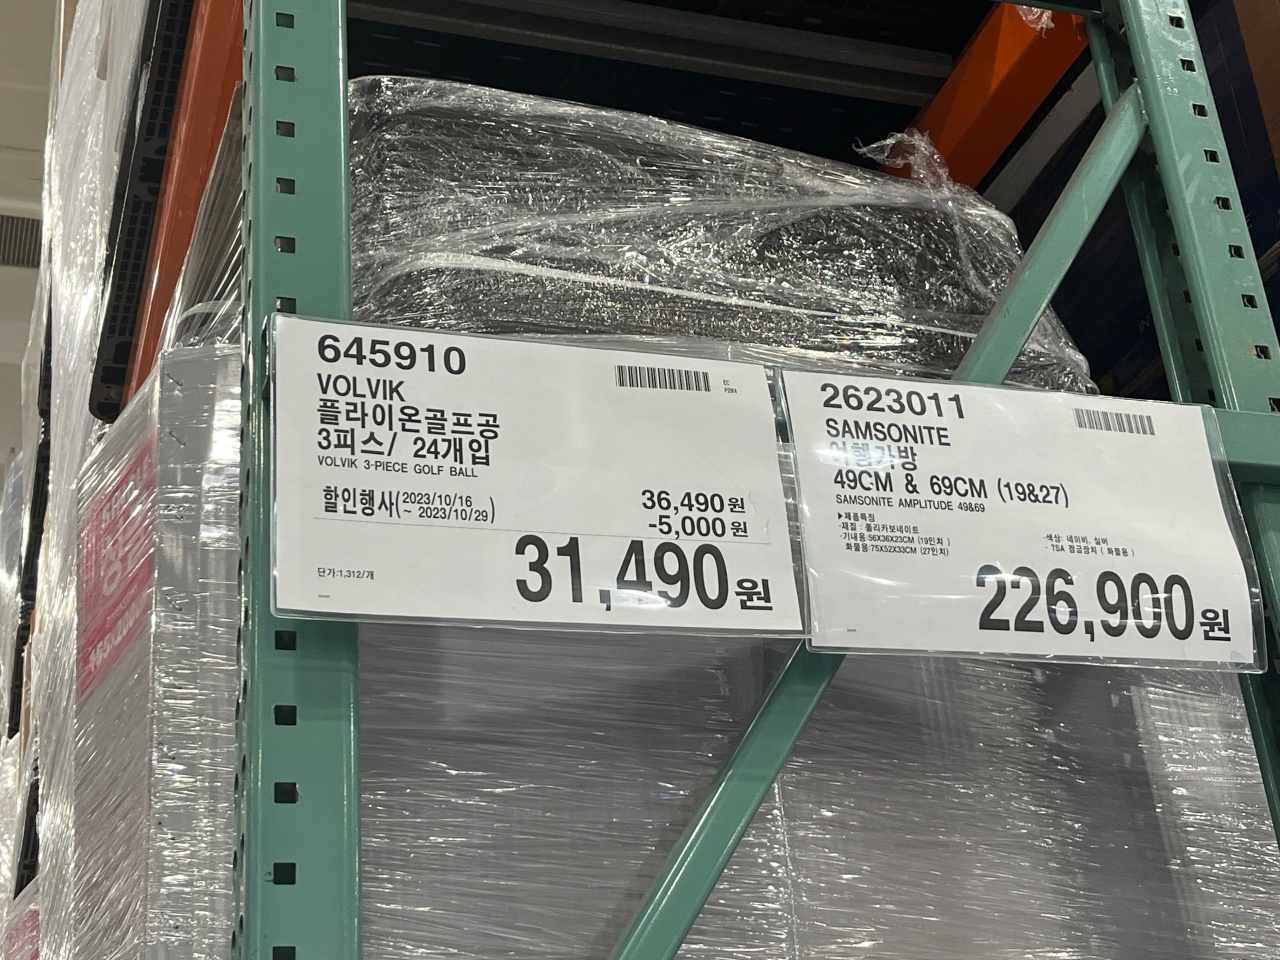 645910
VOLVIK
플라이온골프공
3피스/ 24개입
VOLVIK 3-PIECE GOLF BALL
할인행사(2023/10/16 ~ 2023/10/29)
36,490원
-5,000원
31,490원
단가:1,312/개
EC
P2W4
2623011
SAMSONITE
여행가방
49CM & 69CM (19&27)
SAMSONITE AMPLITUDE 49&69
▶제품특징
-재질: 폴리카보네이트
-기내용:56X36X23CM (19인치)
화물용:75X52X33CM (27인치)
-색상: 네이비, 실버
- TSA 잠금장치 ( 화물용 )
226,900원